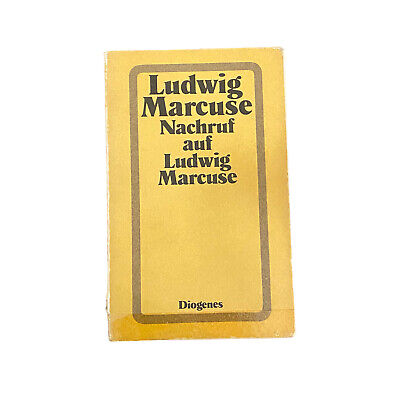 Ludwig
Marcuse
Nachruf
auf
Ludwig
Marcuse
Diogenes